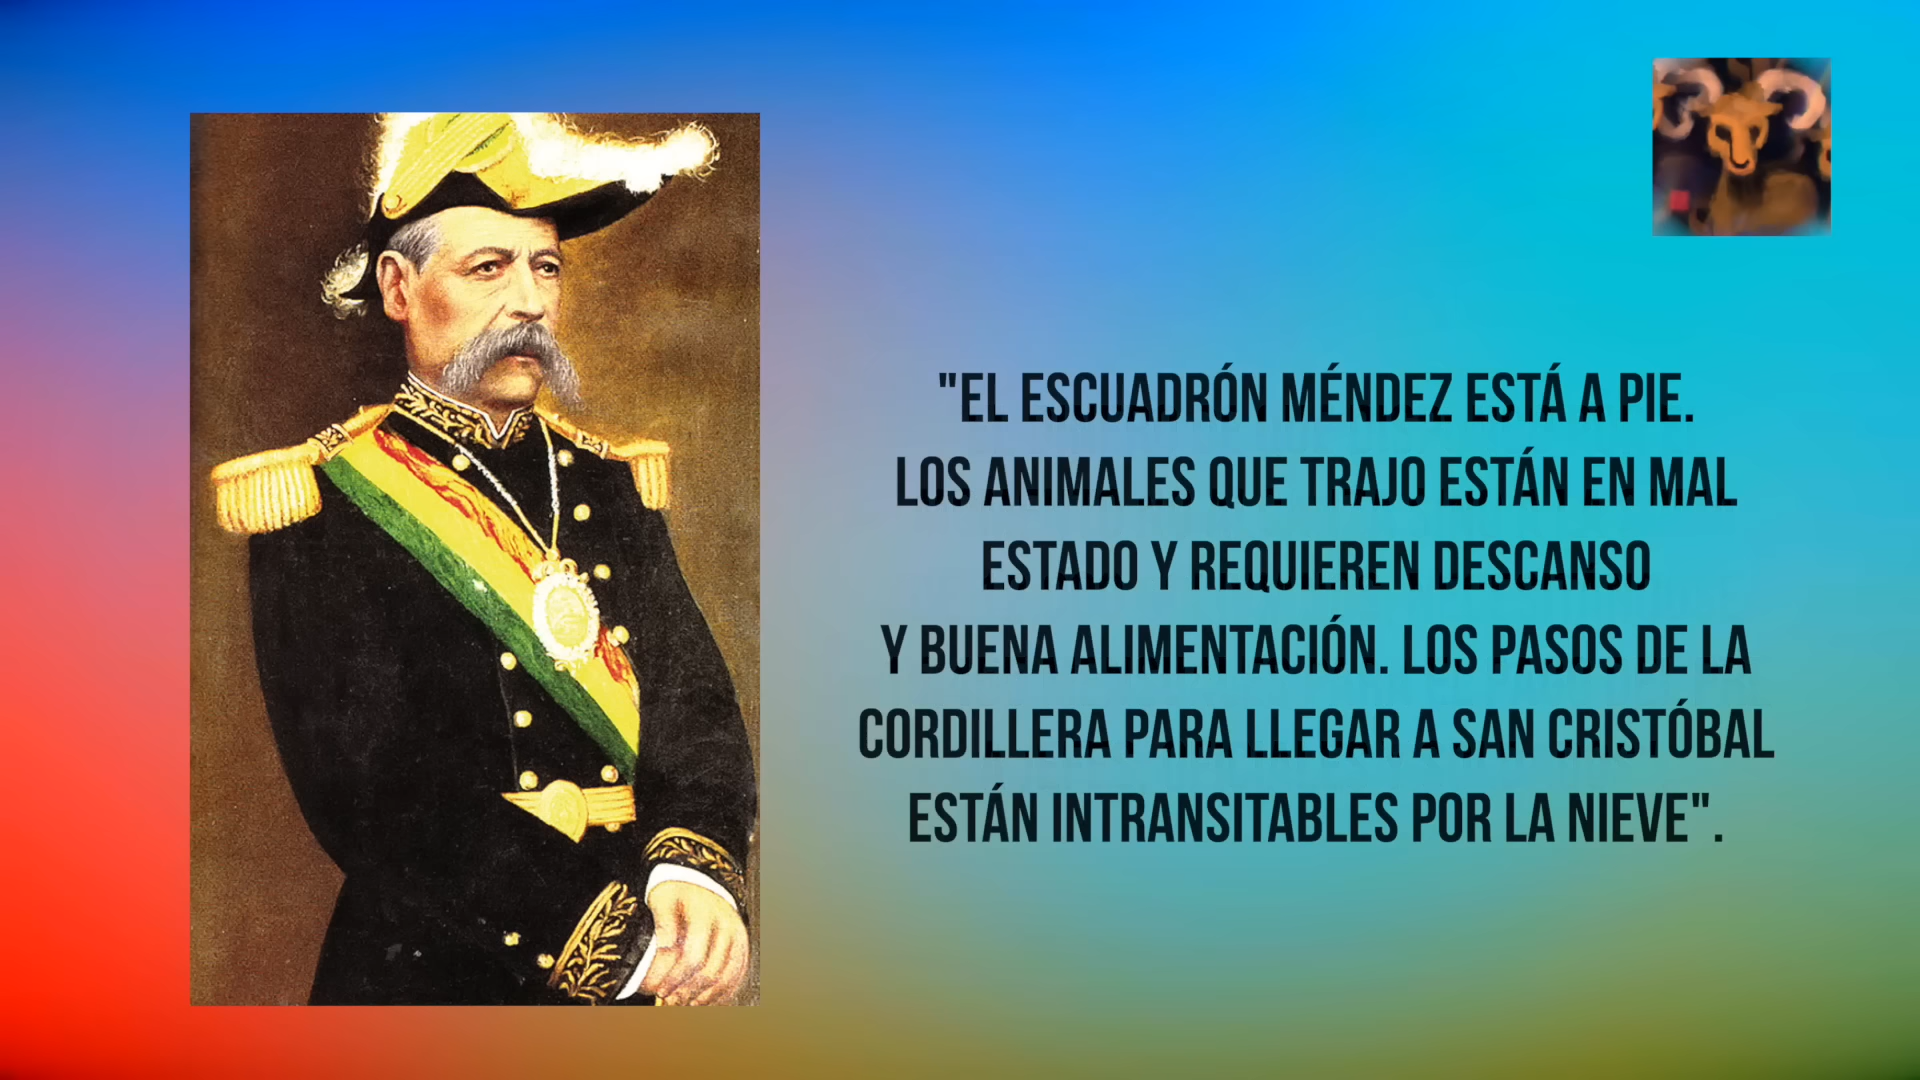 "EL ESCUADRÓN MÉNDEZ ESTÁ A PIE.
LOS ANIMALES QUE TRAJO ESTÁN EN MAL
ESTADO Y REQUIEREN DESCANSO
Y BUENA ALIMENTACIÓN. LOS PASOS DE LA
CORDILLERA PARA LLEGAR A SAN CRISTÓBAL
ESTÁN INTRANSITABLES POR LA NIEVE".